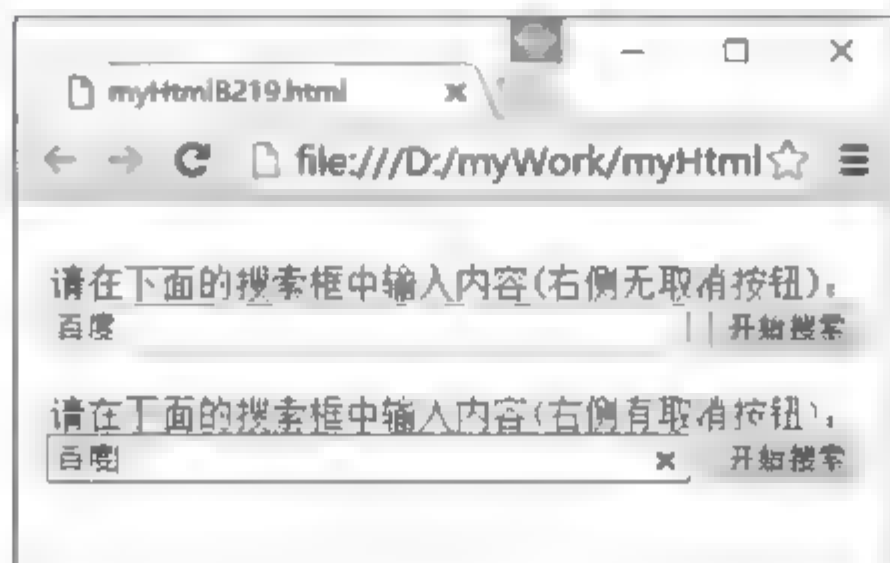 myHtmlB219.html
file:///D:/myWork/myHtml
请在下面的搜索框中输入内容(右侧无取消按钮):
百度 开始搜索
请在下面的搜索框中输入内容(右侧有取消按钮):
百度 开始搜索